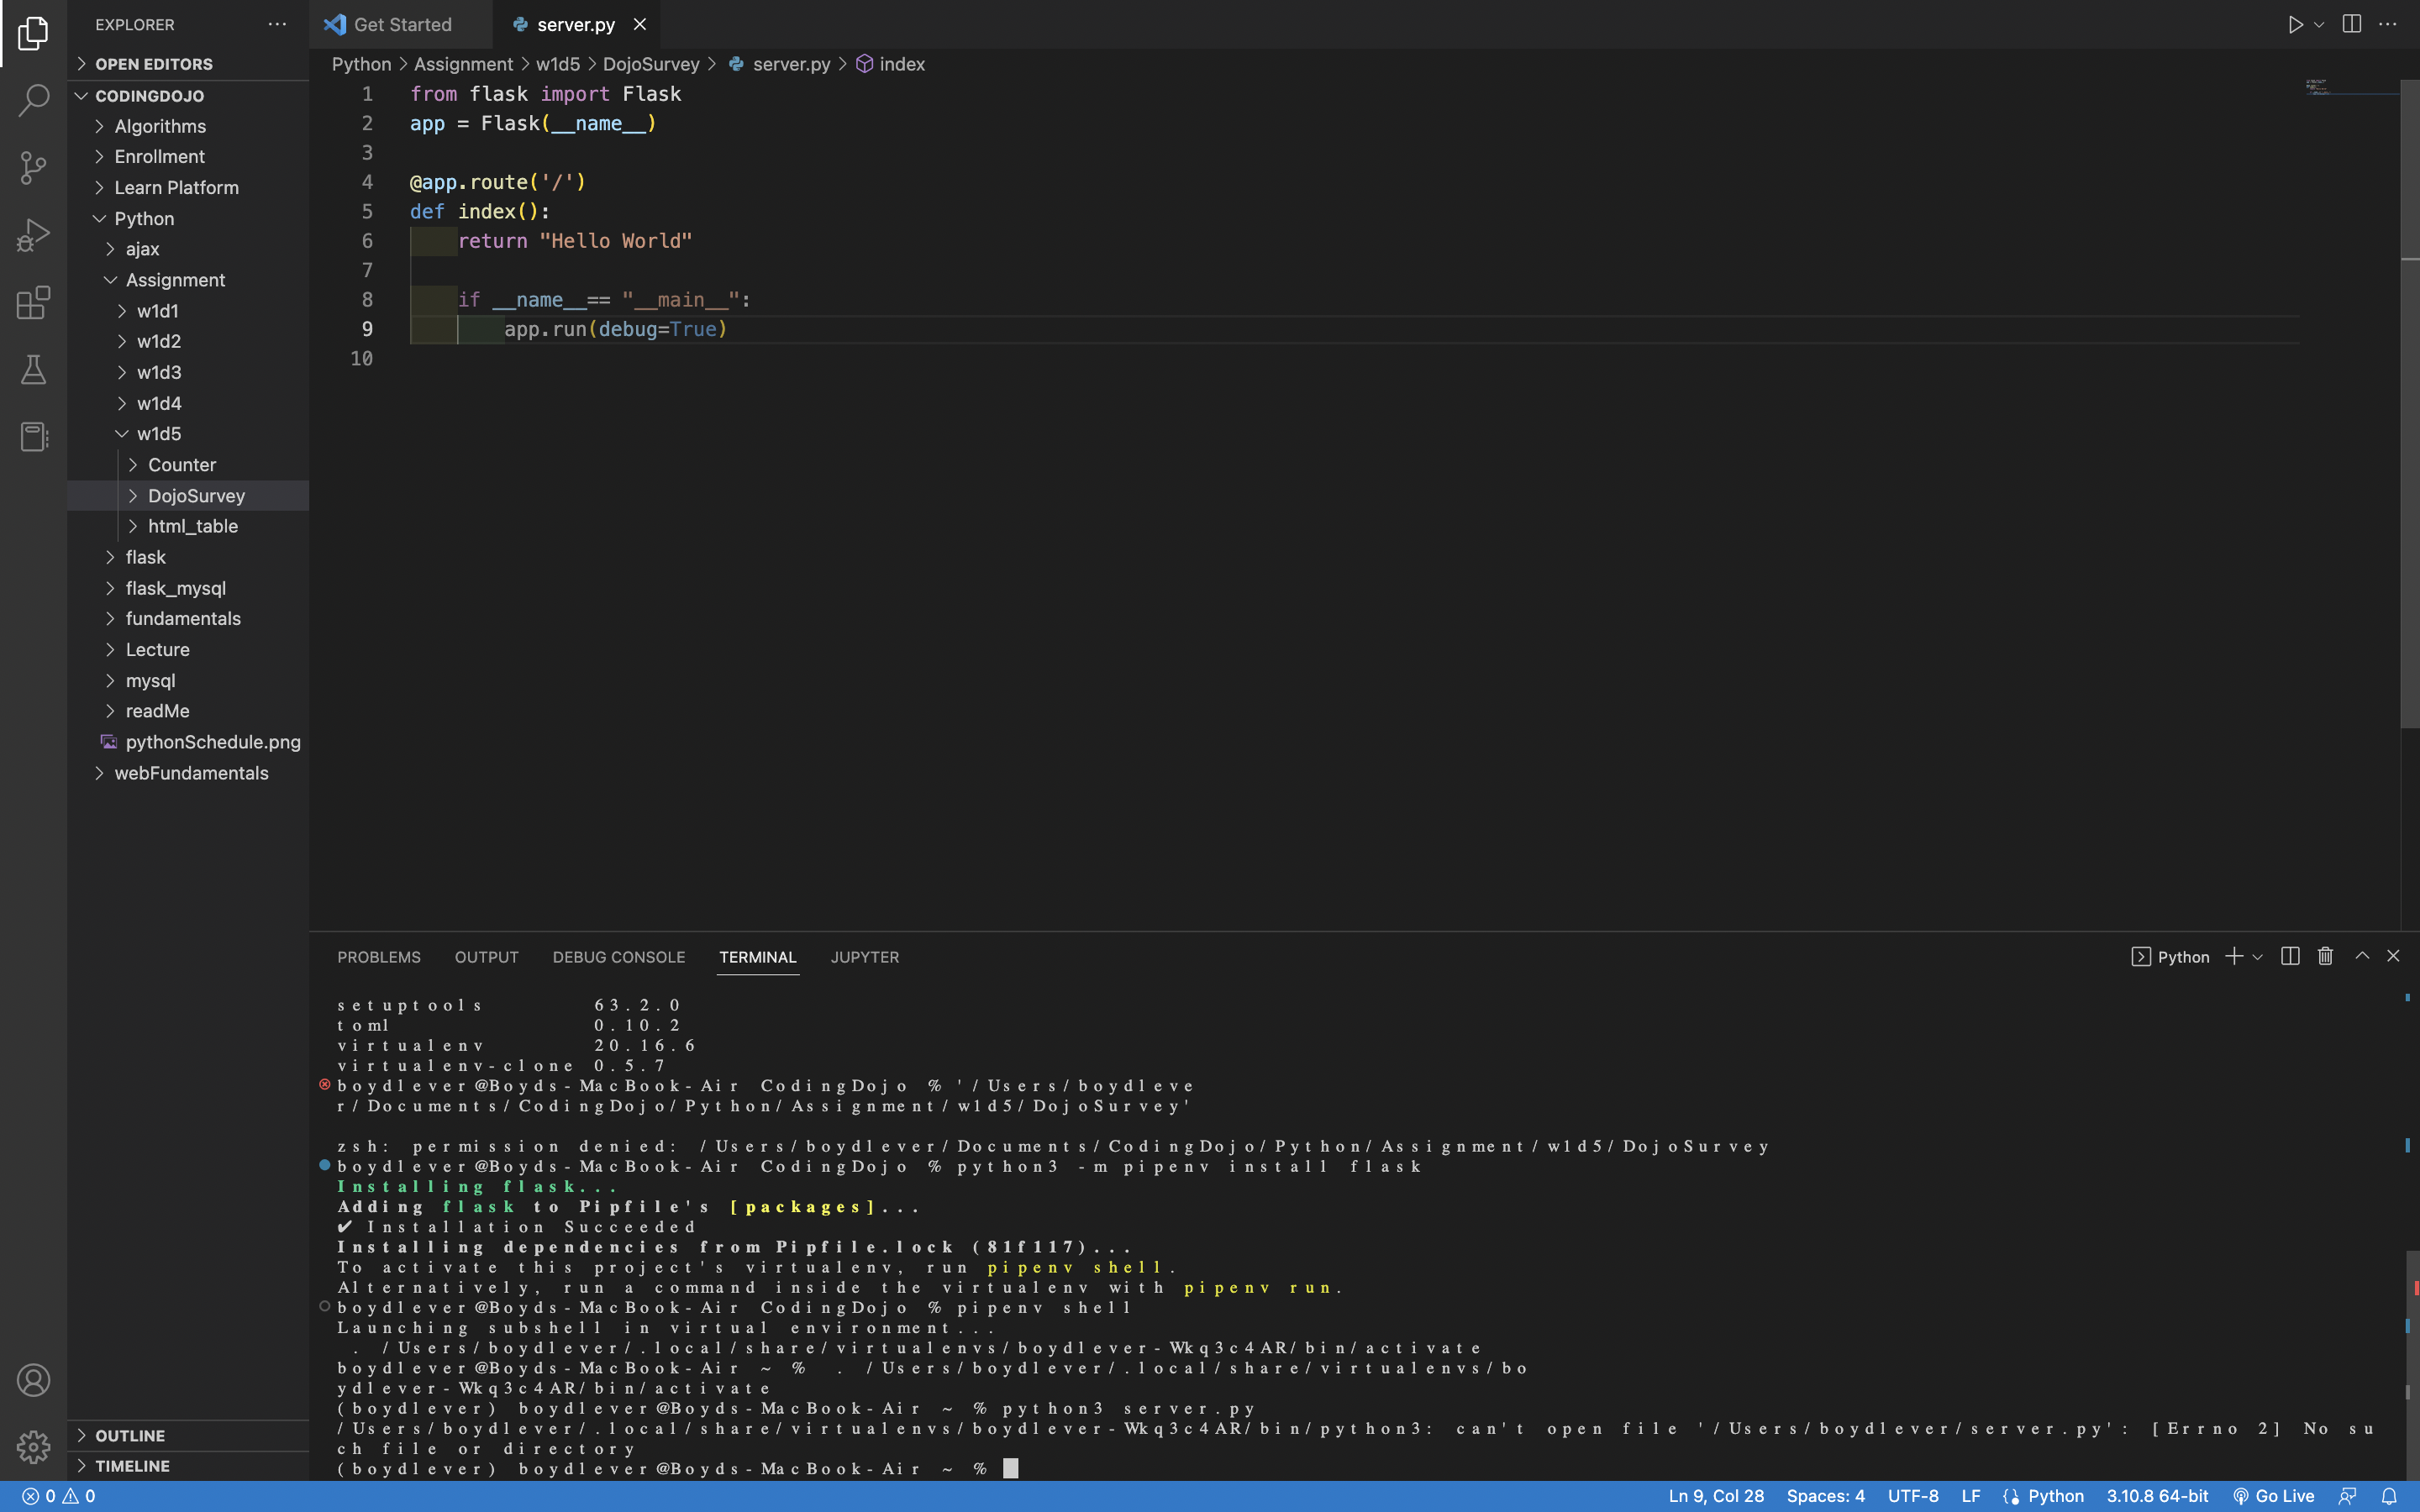 EXPLORER
OPEN EDITORS
CODINGDOJO
Algorithms
Enrollment
Learn Platform
Python
ajax
Assignment
w1d1
w1d2
w1d3
w1d4
w1d5
Counter
DojoSurvey
html_table
flask
flask_mysql
fundamentals
Lecture
mysql
readMe
pythonSchedule.png
webFundamentals
OUTLINE
TIMELINE
Get Started
server.py
Python > Assignment > w1d5 > DojoSurvey > server.py > index
1 from flask import Flask
2 app = Flask(__name__)
3
4 @app.route('/')
5 def index():
6     return "Hello World"
7
8     if __name__== "__main__":
9         app.run(debug=True)
10
PROBLEMS OUTPUT DEBUG CONSOLE TERMINAL JUPYTER
Python
setuptools 63.2.0
toml 0.10.2
virtualenv 20.16.6
virtualenv-clone 0.5.7
boydlever@Boyds-MacBook-Air CodingDojo % '/Users/boydleve
r/Documents/CodingDojo/Python/Assignment/w1d5/DojoSurvey'
zsh: permission denied: /Users/boydlever/Documents/CodingDojo/Python/Assignment/w1d5/DojoSurvey
boydlever@Boyds-MacBook-Air CodingDojo % python3 -m pipenv install flask
Installing flask...
Adding flask to Pipfile's [packages]...
✔ Installation Succeeded
Installing dependencies from Pipfile.lock (81f117)...
To activate this project's virtualenv, run pipenv shell.
Alternatively, run a command inside the virtualenv with pipenv run.
boydlever@Boyds-MacBook-Air CodingDojo % pipenv shell
Launching subshell in virtual environment...
 . /Users/boydlever/.local/share/virtualenvs/boydlever-Wkq3c4AR/bin/activate
boydlever@Boyds-MacBook-Air ~ %  . /Users/boydlever/.local/share/virtualenvs/bo
ydlever-Wkq3c4AR/bin/activate
(boydlever) boydlever@Boyds-MacBook-Air ~ % python3 server.py
/Users/boydlever/.local/share/virtualenvs/boydlever-Wkq3c4AR/bin/python3: can't open file '/Users/boydlever/server.py': [Errno 2] No su
ch file or directory
(boydlever) boydlever@Boyds-MacBook-Air ~ %
0 0
Ln 9, Col 28 Spaces: 4 UTF-8 LF Python 3.10.8 64-bit Go Live